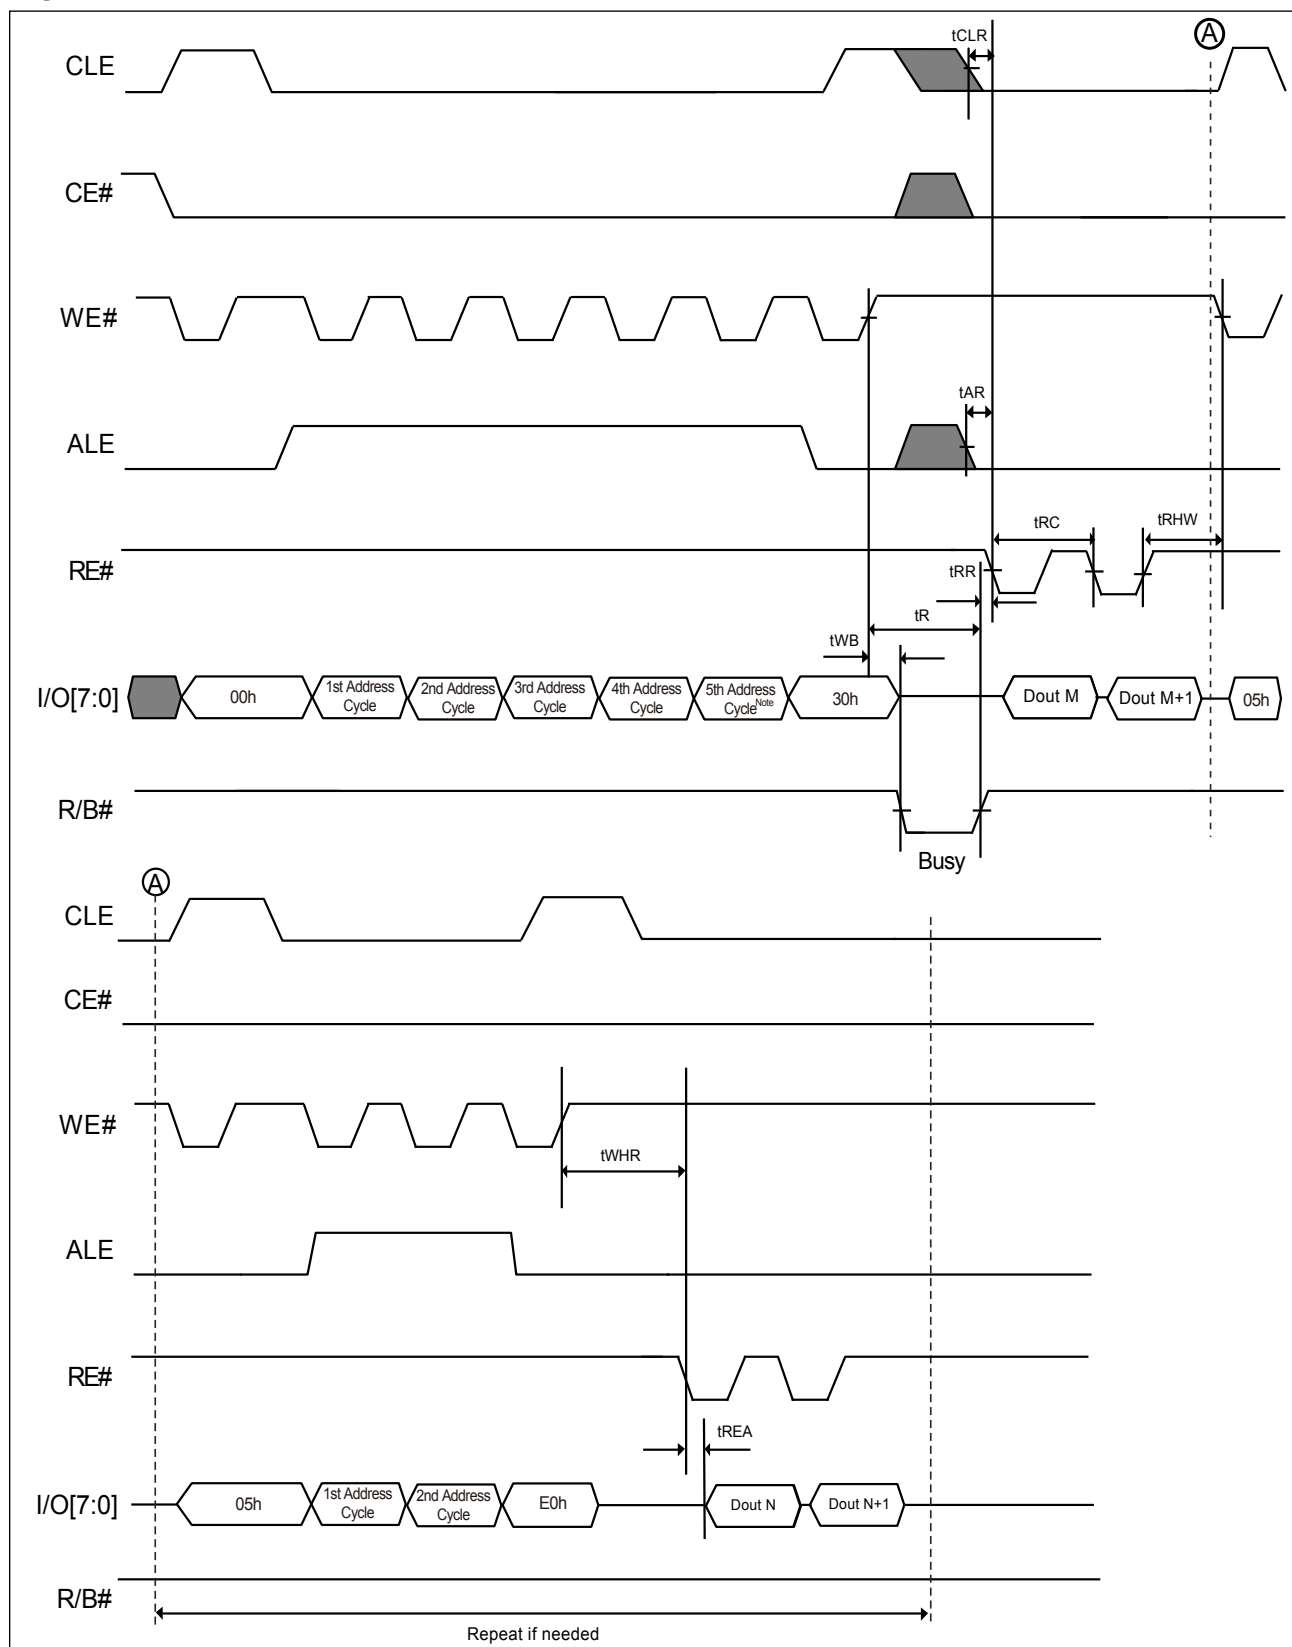 tCLR
A
CLE
CE#
WE#
tAR
ALE
tRC
tRHW
RE#
tRR
tR
tWB
I/O[7:0]
00h
1st Address Cycle
2nd Address Cycle
3rd Address Cycle
4th Address Cycle
5th Address Cycle Note
30h
Dout M
Dout M+1
05h
R/B#
Busy
A
CLE
CE#
WE#
tWHR
ALE
RE#
tREA
I/O[7:0]
05h
1st Address Cycle
2nd Address Cycle
E0h
Dout N
Dout N+1
R/B#
Repeat if needed